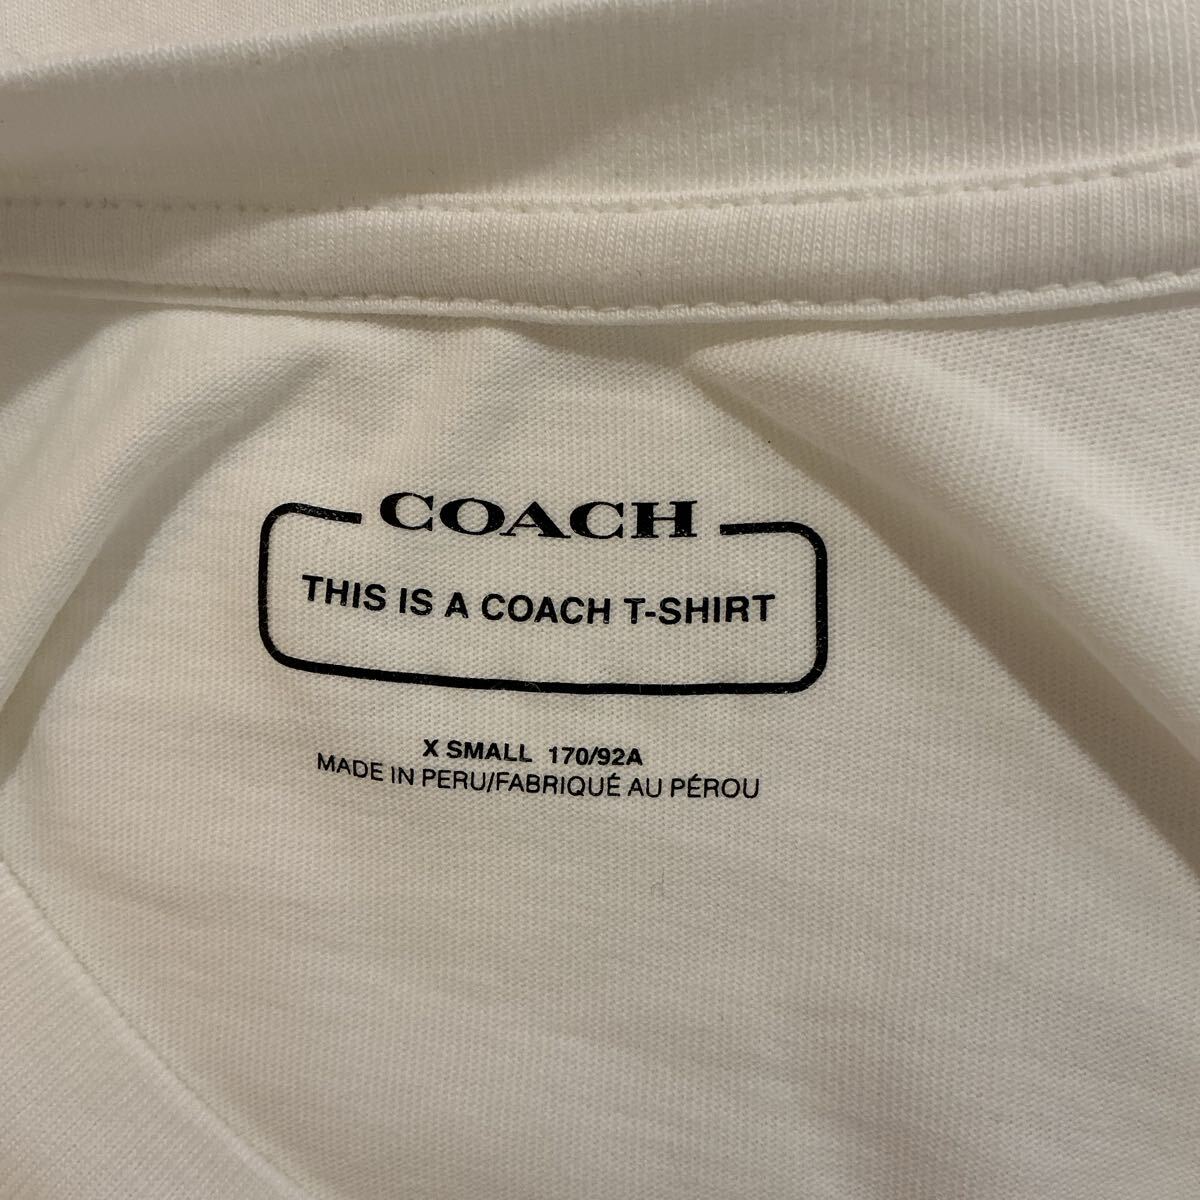 COACH
THIS IS A COACH T-SHIRT
X SMALL 170/92A
MADE IN PERU/FABRIQUÉ AU PÉROU